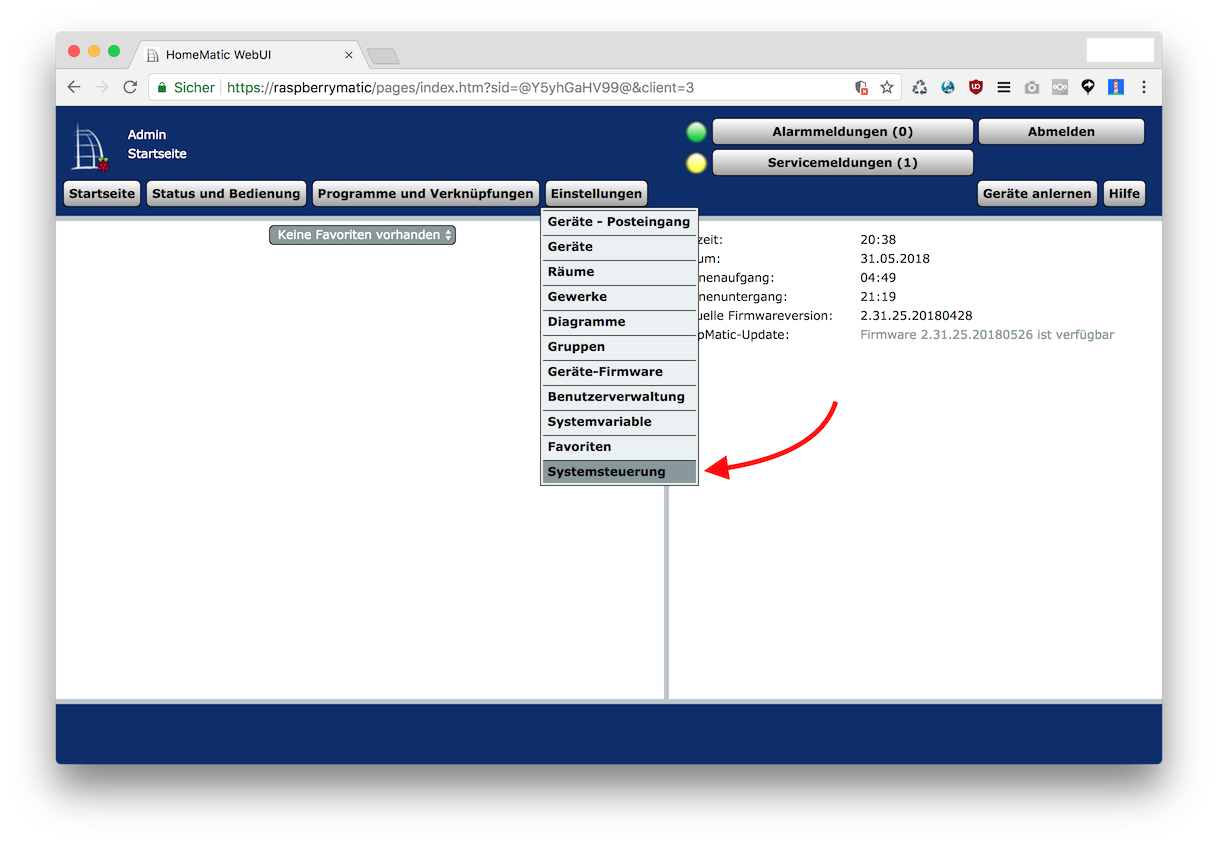 HomeMatic WebUI
Sicher https://raspberrymatic/pages/index.htm?sid=@Y5yhGaHV99@&client=3
Admin
Startseite
Alarmmeldungen (0)
Abmelden
Servicemeldungen (1)
Startseite
Status und Bedienung
Programme und Verknüpfungen
Einstellungen
Geräte anlernen
Hilfe
Keine Favoriten vorhanden
Geräte - Posteingang
Geräte
Räume
Gewerke
Diagramme
Gruppen
Geräte-Firmware
Benutzerverwaltung
Systemvariable
Favoriten
Systemsteuerung
zeit: 20:38
um: 31.05.2018
nenaufgang: 04:49
nenuntergang: 21:19
uelle Firmwareversion: 2.31.25.20180428
pMatic-Update: Firmware 2.31.25.20180526 ist verfügbar